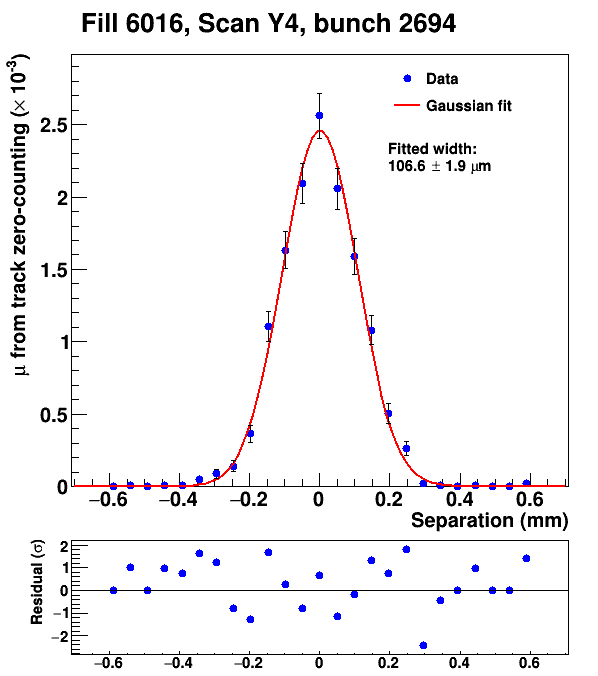 Fill 6016, Scan Y4, bunch 2694
μ from track zero-counting (× 10⁻³)
Data
Gaussian fit
Fitted width:
106.6 ± 1.9 μm
2.5
2
1.5
1
0.5
0
−0.6 −0.4 −0.2 0 0.2 0.4 0.6
Separation (mm)
Residual (σ)
2
1
0
−1
−2
−0.6 −0.4 −0.2 0 0.2 0.4 0.6